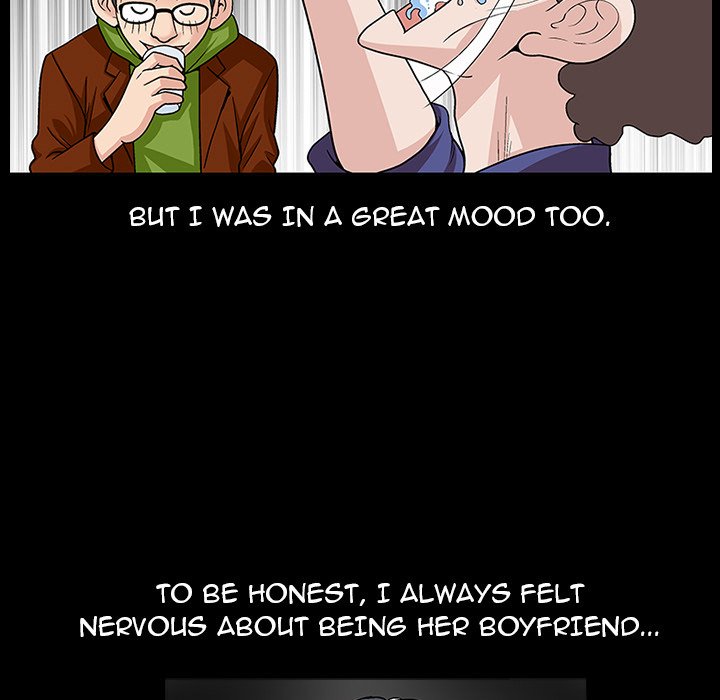 BUT I WAS IN A GREAT MOOD TOO.
TO BE HONEST, I ALWAYS FELT
NERVOUS ABOUT BEING HER BOYFRIEND...